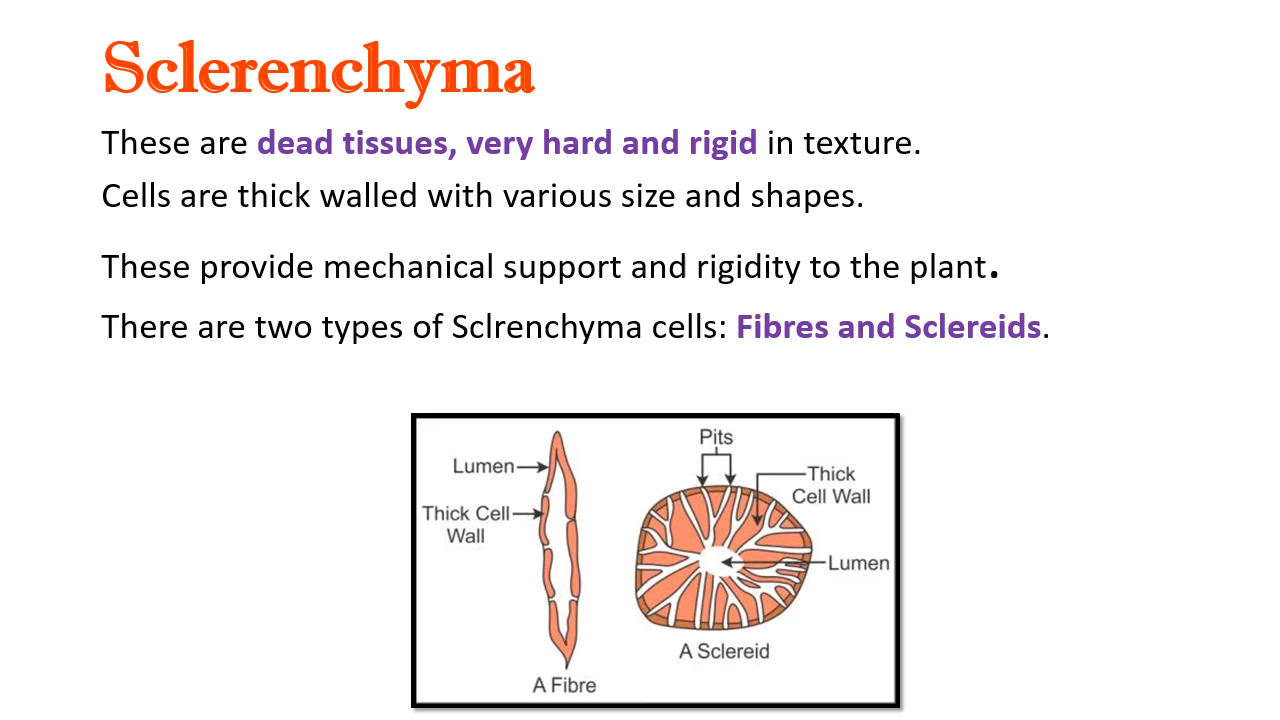 Sclerenchyma
These are dead tissues, very hard and rigid in texture.
Cells are thick walled with various size and shapes.
These provide mechanical support and rigidity to the plant.
There are two types of Sclrenchyma cells: Fibres and Sclereids.
Lumen
Thick Cell
Wall
A Fibre
Pits
Thick
Cell Wall
Lumen
A Sclereid